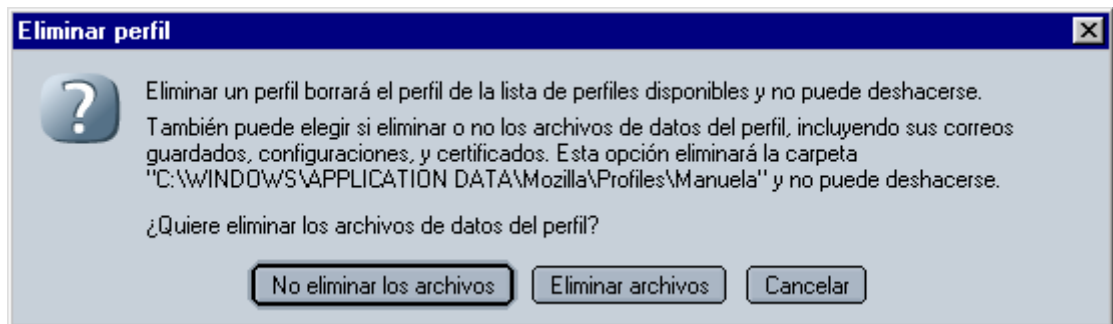 Eliminar perfil
Eliminar un perfil borrará el perfil de la lista de perfiles disponibles y no puede deshacerse.
También puede elegir si eliminar o no los archivos de datos del perfil, incluyendo sus correos
guardados, configuraciones, y certificados. Esta opción eliminará la carpeta
"C:\WINDOWS\APPLICATION DATA\Mozilla\Profiles\Manuela" y no puede deshacerse.
¿Quiere eliminar los archivos de datos del perfil?
No eliminar los archivos Eliminar archivos Cancelar